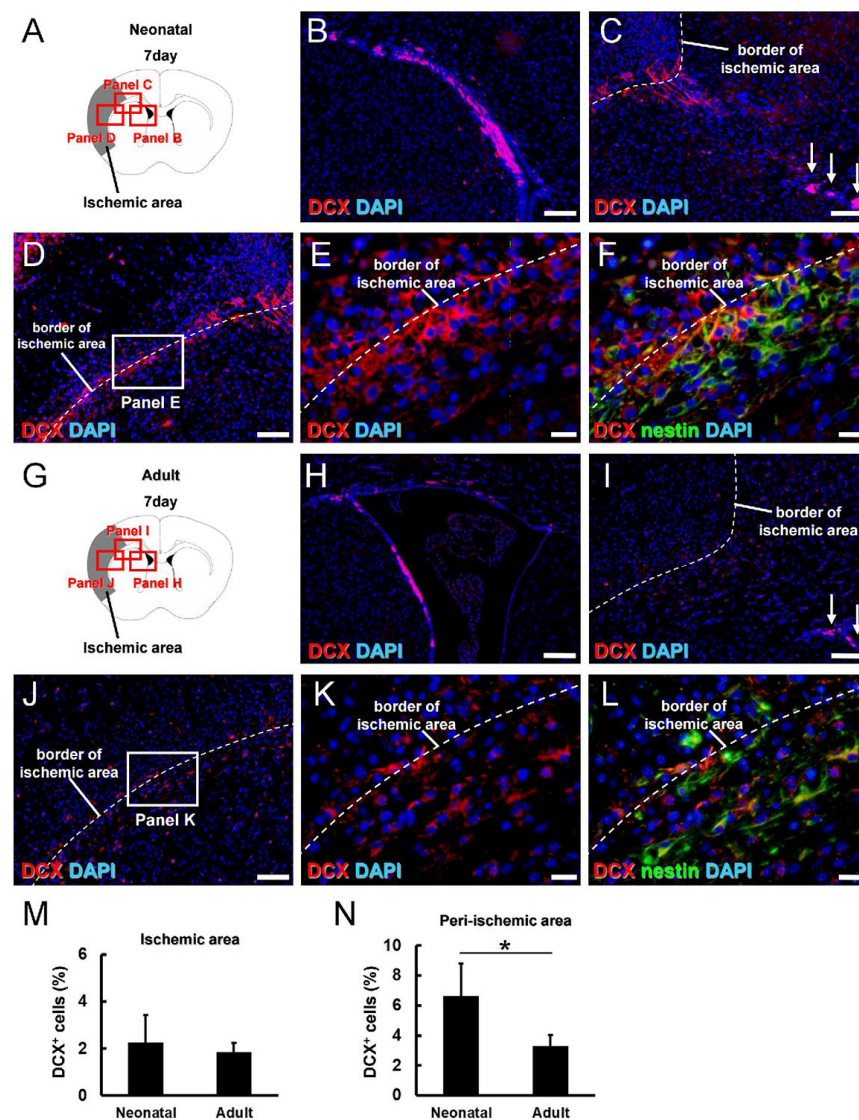 A
Neonatal
7day
Panel C
Panel D
Panel B
Ischemic area
B
DCX DAPI
C
border of
ischemic area
DCX DAPI
D
border of
ischemic area
Panel E
DCX DAPI
E
border of
ischemic area
DCX DAPI
F
border of
ischemic area
DCX nestin DAPI
G
Adult
7day
Panel I
Panel J
Panel H
Ischemic area
H
DCX DAPI
I
border of
ischemic area
DCX DAPI
J
border of
ischemic area
Panel K
DCX DAPI
K
border of
ischemic area
DCX DAPI
L
border of
ischemic area
DCX nestin DAPI
M
Ischemic area
DCX⁺ cells (%)
6
4
2
0
Neonatal Adult
N
Peri-ischemic area
DCX⁺ cells (%)
10
8
6
4
2
0
*
Neonatal Adult